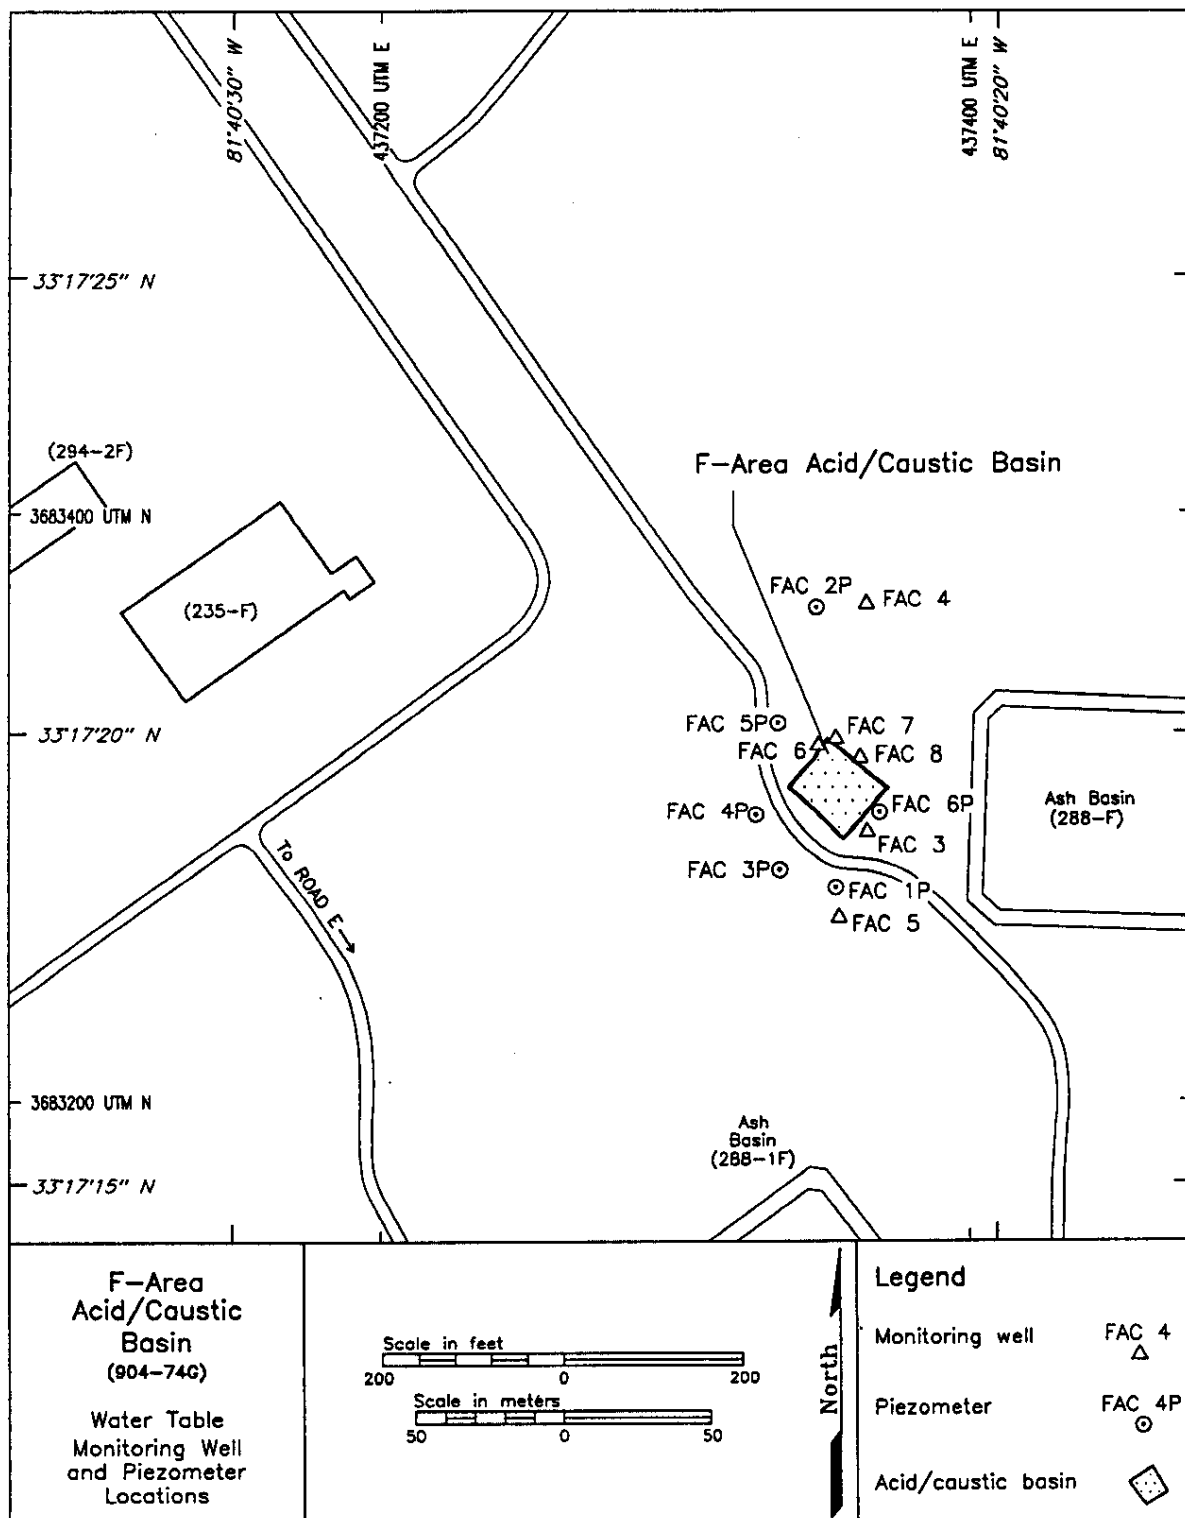 81°40'30" W
437200 UTM E
437400 UTM E
81°40'20" W
33°17'25" N
(294-2F)
3683400 UTM N
(235-F)
F-Area Acid/Caustic Basin
FAC 2P
FAC 4
FAC 5P
FAC 7
33°17'20" N
FAC 6
FAC 8
FAC 4P
FAC 6P
Ash Basin
(288-F)
FAC 3
To ROAD E→
FAC 3P
FAC 1P
FAC 5
3683200 UTM N
Ash
Basin
(288-1F)
33°17'15" N
F-Area
Acid/Caustic
Basin
(904-74G)
Water Table
Monitoring Well
and Piezometer
Locations
Scale in feet
200 0 200
Scale in meters
50 0 50
North
Legend
Monitoring well FAC 4
Piezometer FAC 4P
Acid/caustic basin